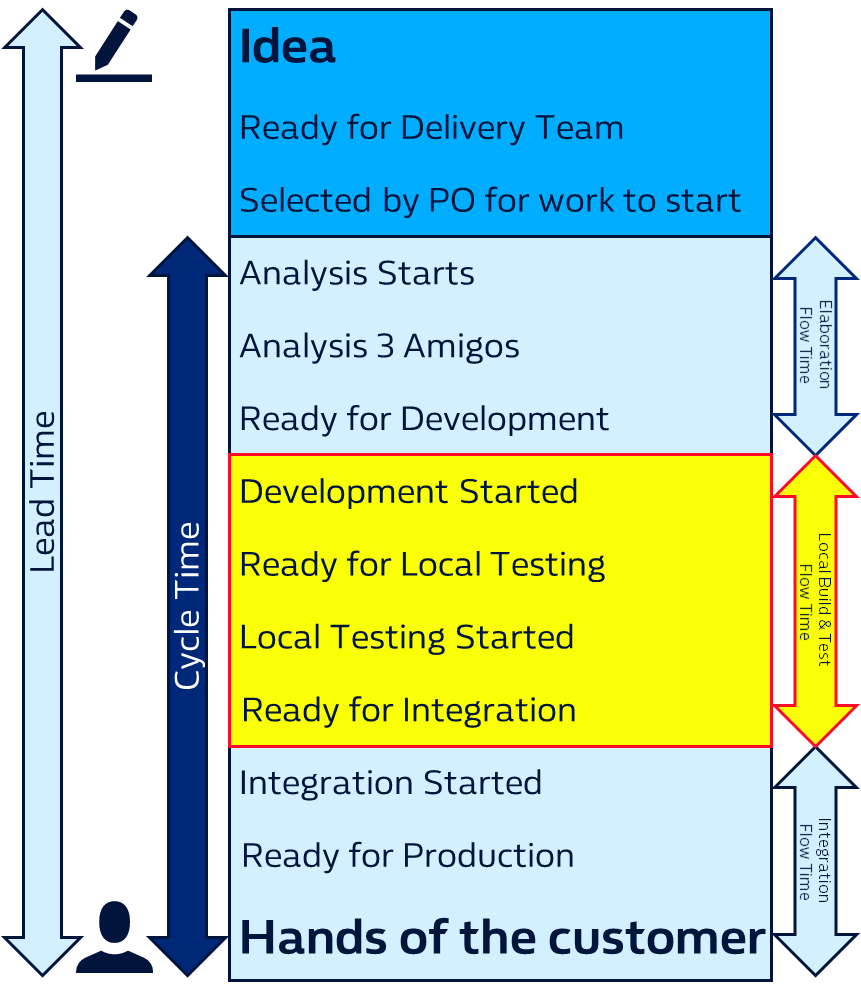 Idea
Ready for Delivery Team
Selected by PO for work to start
Analysis Starts
Analysis 3 Amigos
Ready for Development
Development Started
Ready for Local Testing
Local Testing Started
Ready for Integration
Integration Started
Ready for Production
Hands of the customer
Lead Time
Cycle Time
Elaboration
Flow Time
Local Build & Test
Flow Time
Integration
Flow Time